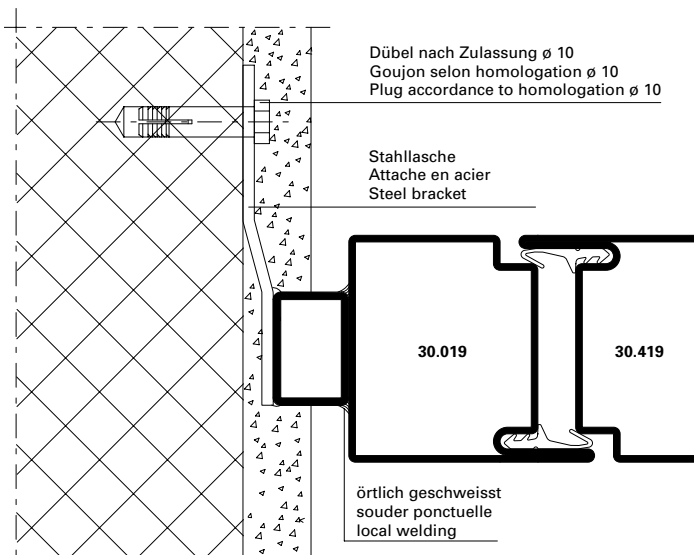 Dübel nach Zulassung ø 10
Goujon selon homologation ø 10
Plug accordance to homologation ø 10
Stahllasche
Attache en acier
Steel bracket
30.019
30.419
örtlich geschweisst
souder ponctuelle
local welding